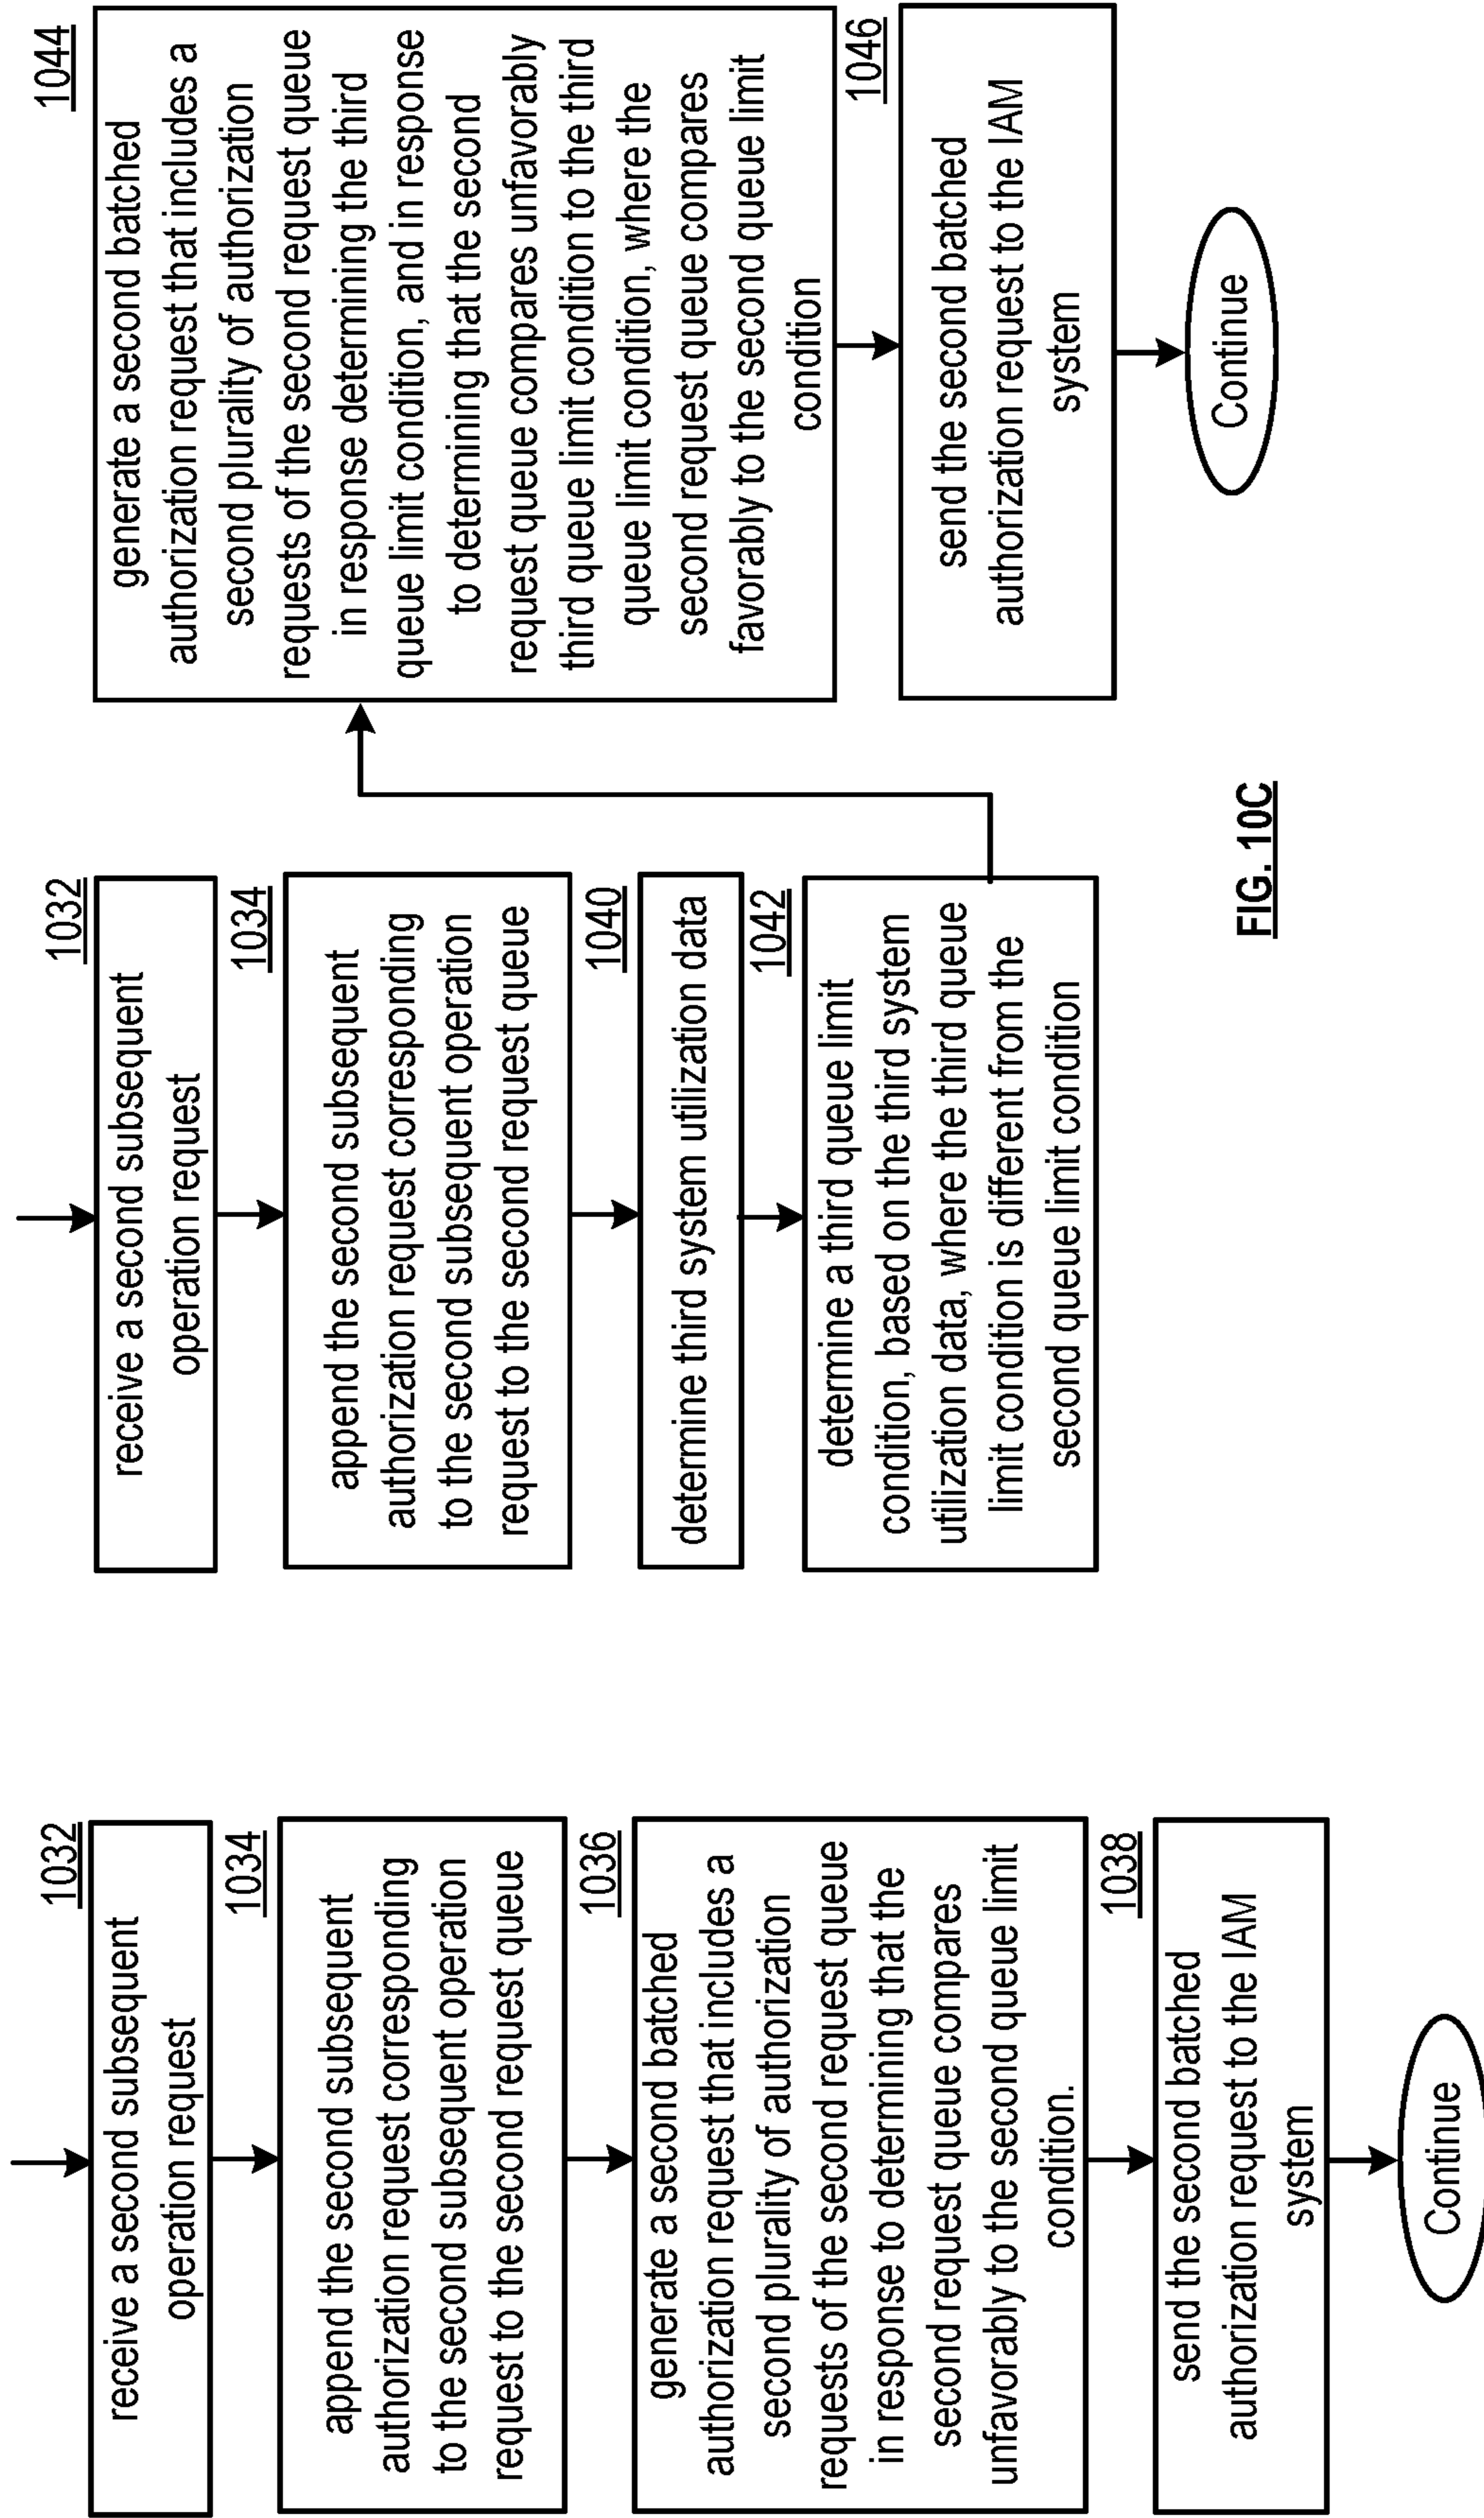 1032
receive a second subsequent
operation request
1034
append the second subsequent
authorization request corresponding
to the second subsequent operation
request to the second request queue
1036
generate a second batched
authorization request that includes a
second plurality of authorization
requests of the second request queue
in response to determining that the
second request queue compares
unfavorably to the second queue limit
condition.
1038
send the second batched
authorization request to the IAM
system
Continue
1032
receive a second subsequent
operation request
1034
append the second subsequent
authorization request corresponding
to the second subsequent operation
request to the second request queue
1040
determine third system utilization data
1042
determine a third queue limit
condition, based on the third system
utilization data, where the third queue
limit condition is different from the
second queue limit condition
1044
generate a second batched
authorization request that includes a
second plurality of authorization
requests of the second request queue
in response determining the third
queue limit condition, and in response
to determining that the second
request queue compares unfavorably
third queue limit condition to the third
queue limit condition, where the
second request queue compares
favorably to the second queue limit
condition
1046
send the second batched
authorization request to the IAM
system
Continue
FIG. 10C